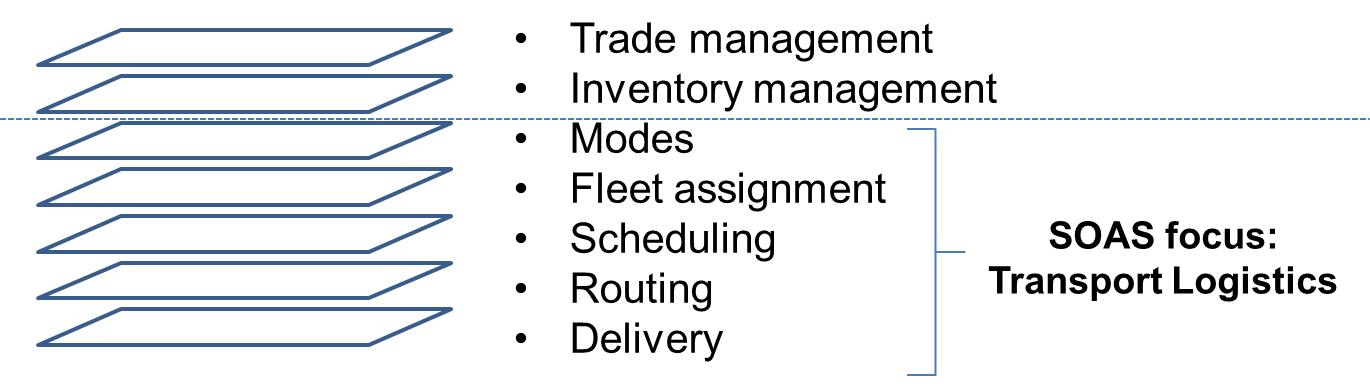 • Trade management
• Inventory management
• Modes
• Fleet assignment
• Scheduling
• Routing
• Delivery
SOAS focus:
Transport Logistics